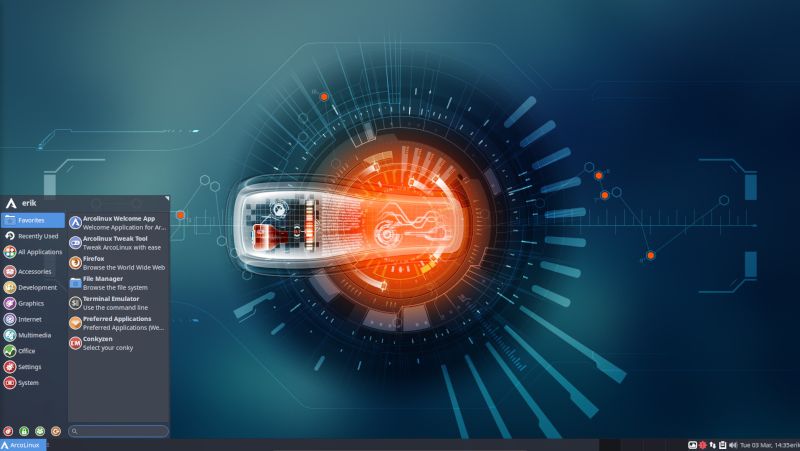 erik
Favorites
Recently Used
All Applications
Accessories
Development
Graphics
Internet
Multimedia
Office
Settings
System
Arcolinux Welcome App
Welcome Application for Ar...
Arcolinux Tweak Tool
Tweak ArcoLinux with ease
Firefox
Browse the World Wide Web
File Manager
Browse the file system
Terminal Emulator
Use the command line
Preferred Applications
Preferred Applications (We...
Conkyzen
Select your conky
ArcoLinux
Tue 03 Mar, 14:35erik